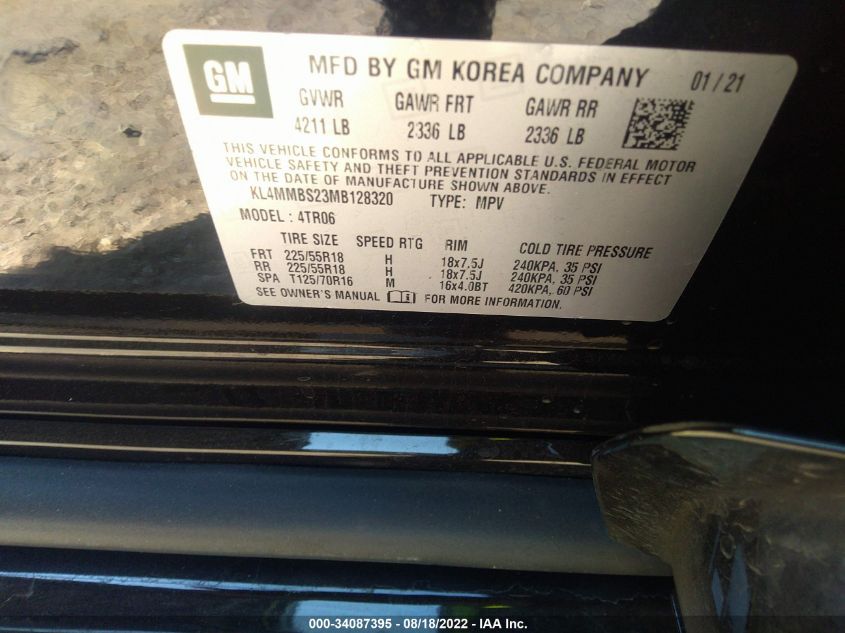 GM
MFD BY GM KOREA COMPANY 01/21
GVWR GAWR FRT GAWR RR
4211 LB 2336 LB 2336 LB
THIS VEHICLE CONFORMS TO ALL APPLICABLE U.S. FEDERAL MOTOR
VEHICLE SAFETY AND THEFT PREVENTION STANDARDS IN EFFECT
ON THE DATE OF MANUFACTURE SHOWN ABOVE.
KL4MMBS23MB128320 TYPE: MPV
MODEL: 4TR06
TIRE SIZE SPEED RTG RIM COLD TIRE PRESSURE
FRT 225/55R18 H 18x7.5J 240KPA, 35 PSI
RR 225/55R18 H 18x7.5J 240KPA, 35 PSI
SPA T125/70R16 M 16x4.0BT 420KPA, 60 PSI
SEE OWNER'S MANUAL FOR MORE INFORMATION.
000-34087395 - 08/18/2022 - IAA Inc.